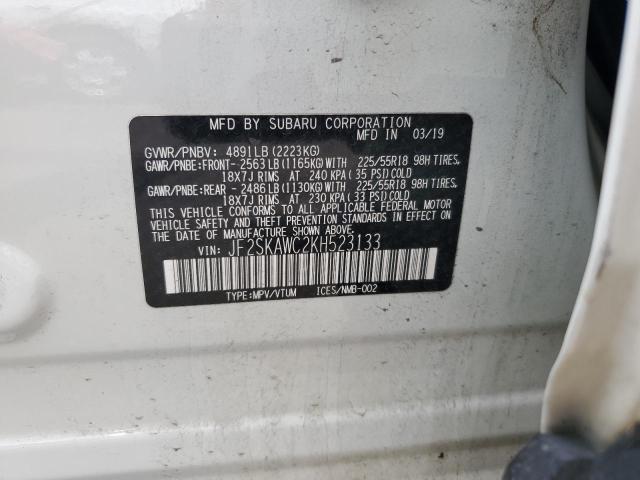 MFD BY SUBARU CORPORATION
MFD IN 03/19
GVWR/PNBV: 4891LB (2223KG)
GAWR/PNBE:FRONT-2563LB (1165KG)WITH 225/55R18 98H TIRES,
18X7J RIMS AT 240 KPA (35 PSI)COLD
GAWR/PNBE:REAR - 2486LB (1130KG)WITH 225/55R18 98H TIRES,
18X7J RIMS AT 230 KPA (33 PSI)COLD
THIS VEHICLE CONFORMS TO ALL APPLICABLE FEDERAL MOTOR
VEHICLE SAFETY AND THEFT PREVENTION STANDARDS IN EFFECT ON
THE DATE OF MANUFACTURE SHOWN ABOVE.
VIN: JF2SKAWC2KH523133
TYPE:MPV/VTUM ICES/NMB-002